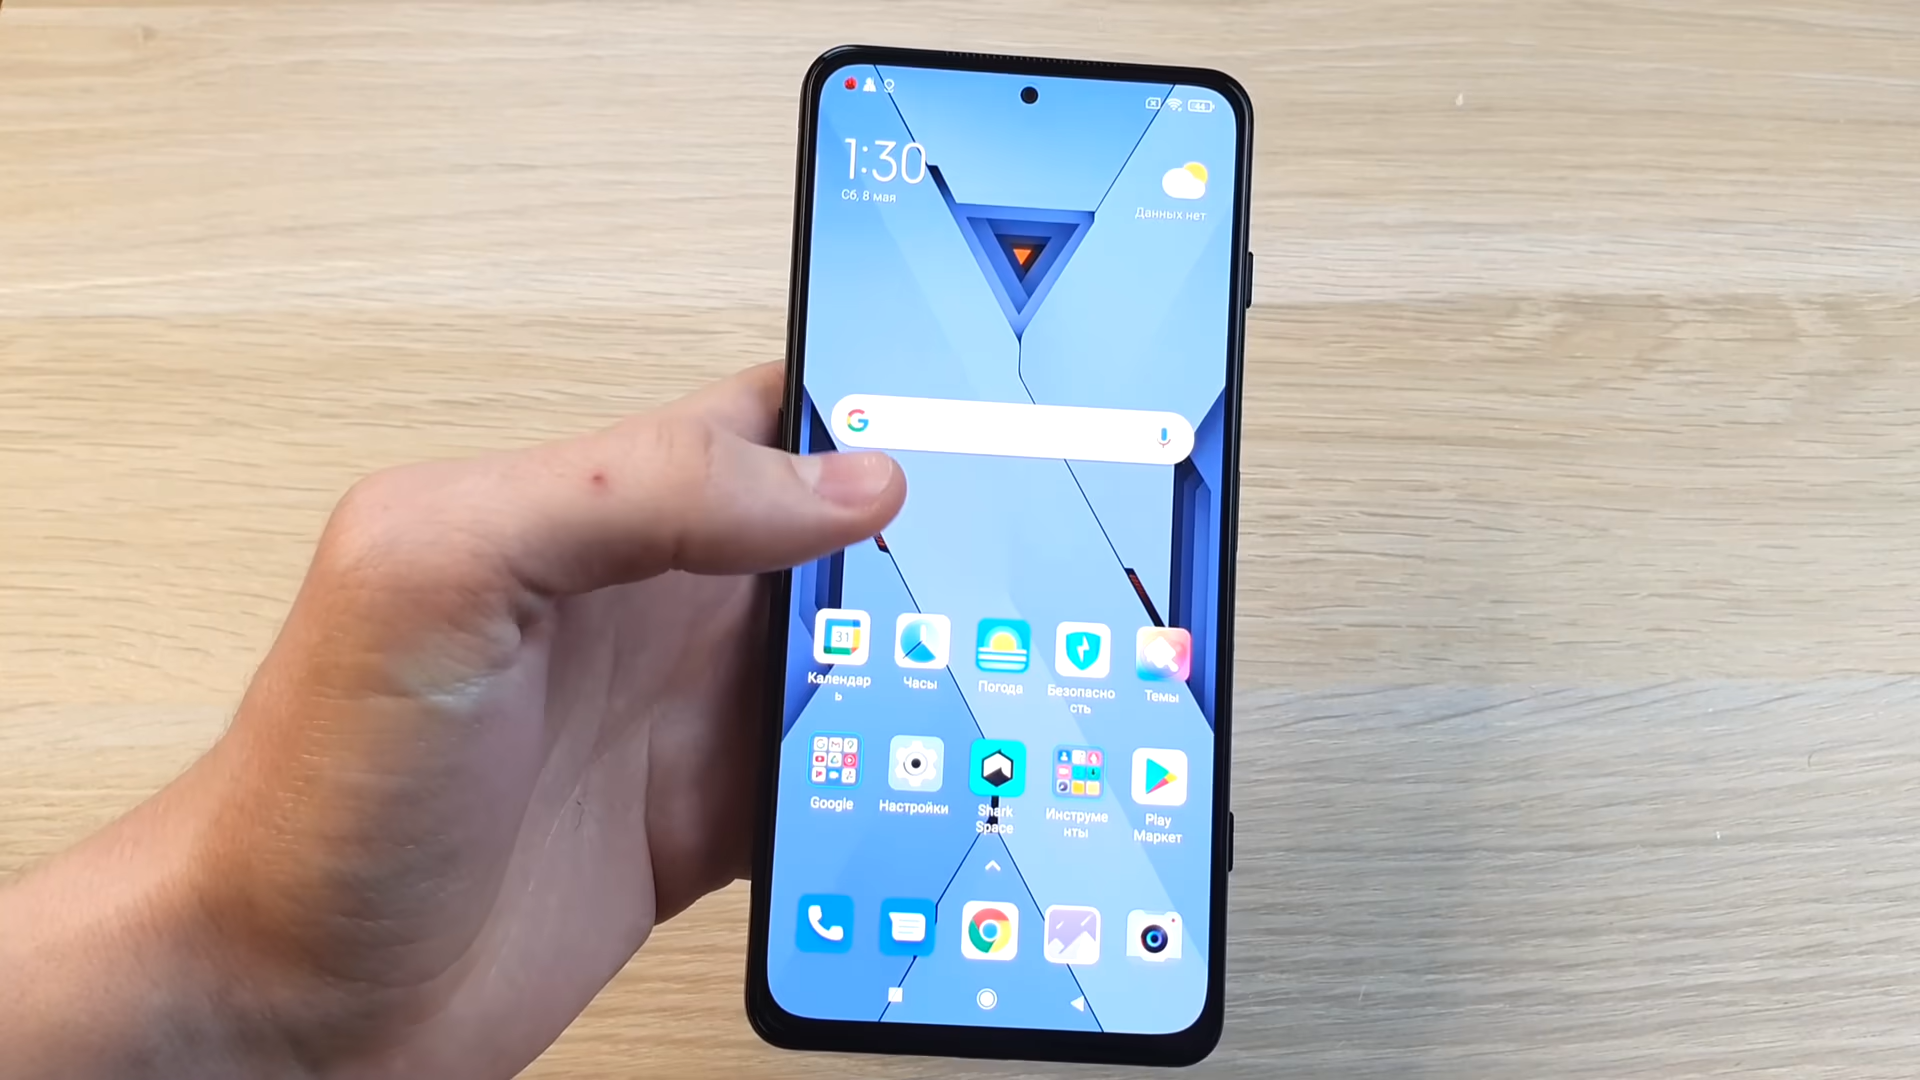 1:30
Сб, 8 мая
Данных нет
G
31
Календар
ь
Часы
Погода
Безопасно
сть
Темы
Google
Настройки
Shark
Space
Инструме
нты
Play
Маркет